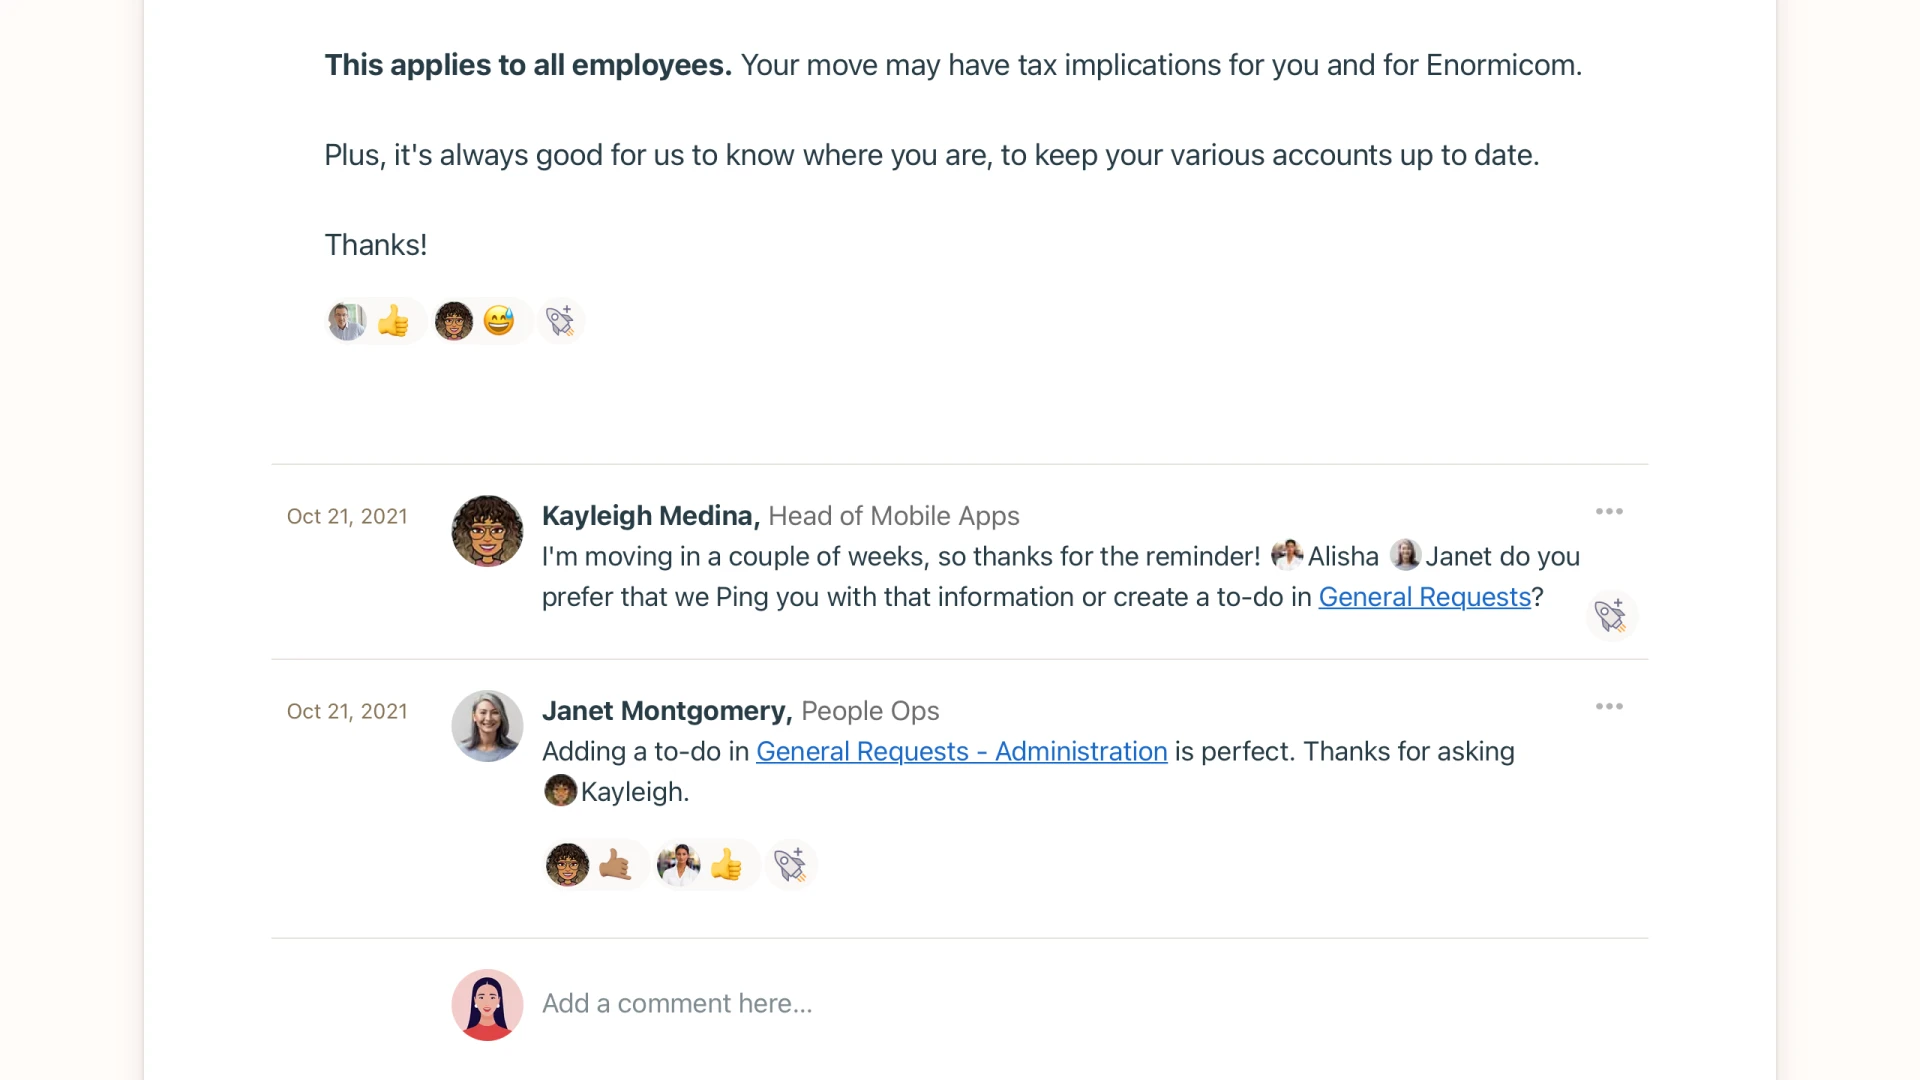 This applies to all employees. Your move may have tax implications for you and for Enormicom.
Plus, it's always good for us to know where you are, to keep your various accounts up to date.
Thanks!
Oct 21, 2021
Kayleigh Medina, Head of Mobile Apps
I'm moving in a couple of weeks, so thanks for the reminder! Alisha Janet do you
prefer that we Ping you with that information or create a to-do in General Requests?
Oct 21, 2021
Janet Montgomery, People Ops
Adding a to-do in General Requests - Administration is perfect. Thanks for asking
Kayleigh.
Add a comment here...